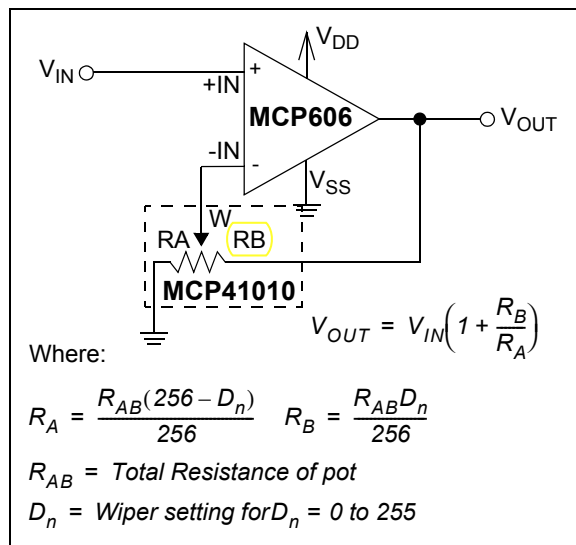 V_DD
V_IN
+
+IN
MCP606
V_OUT
-IN
-
V_SS
W
RA
RB
MCP41010
V_OUT = V_IN(1 + R_B/R_A)
Where:
R_A = R_AB(256 – D_n)/256 R_B = R_AB D_n/256
R_AB = Total Resistance of pot
D_n = Wiper setting forD_n = 0 to 255